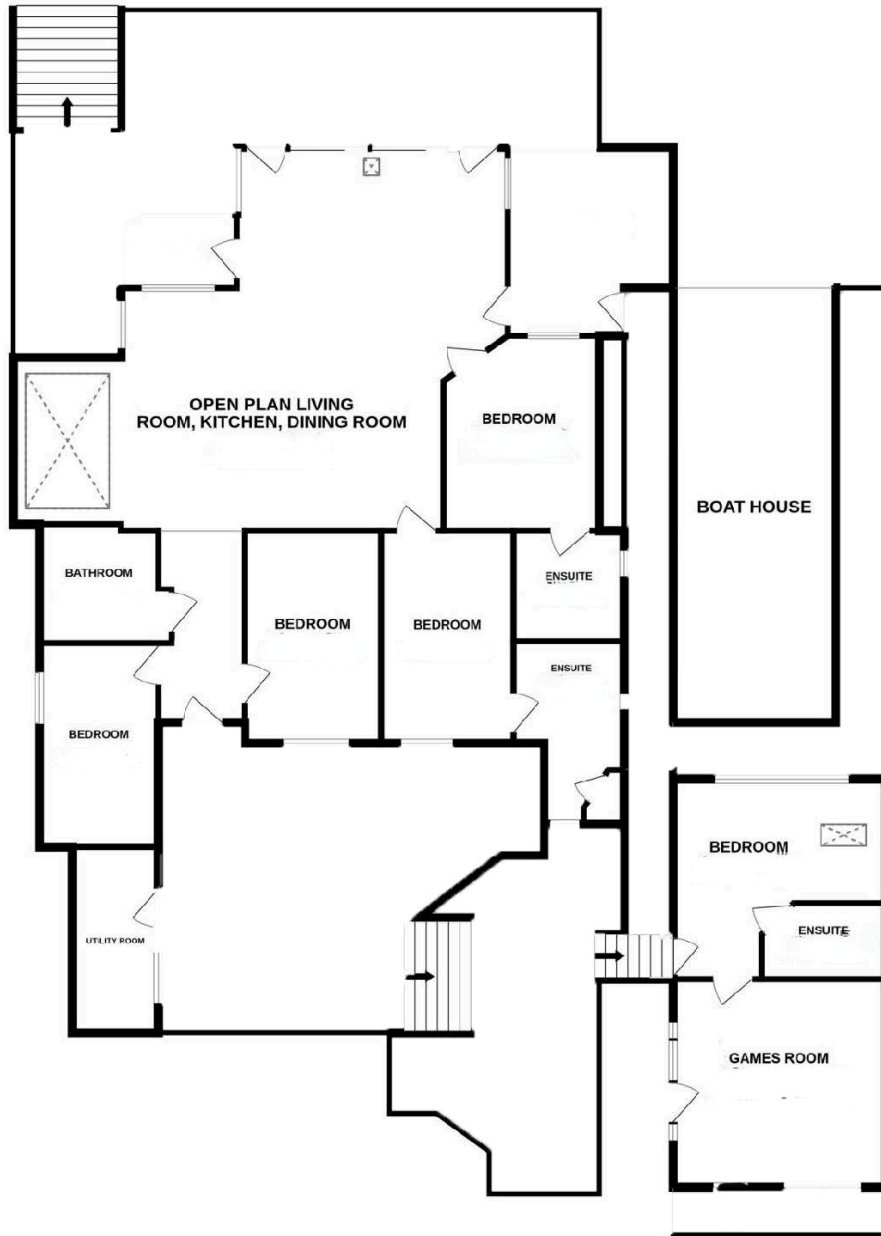 OPEN PLAN LIVING
ROOM, KITCHEN, DINING ROOM
BEDROOM
BOAT HOUSE
BATHROOM
BEDROOM
BEDROOM
ENSUITE
ENSUITE
BEDROOM
BEDROOM
ENSUITE
UTILITY ROOM
GAMES ROOM